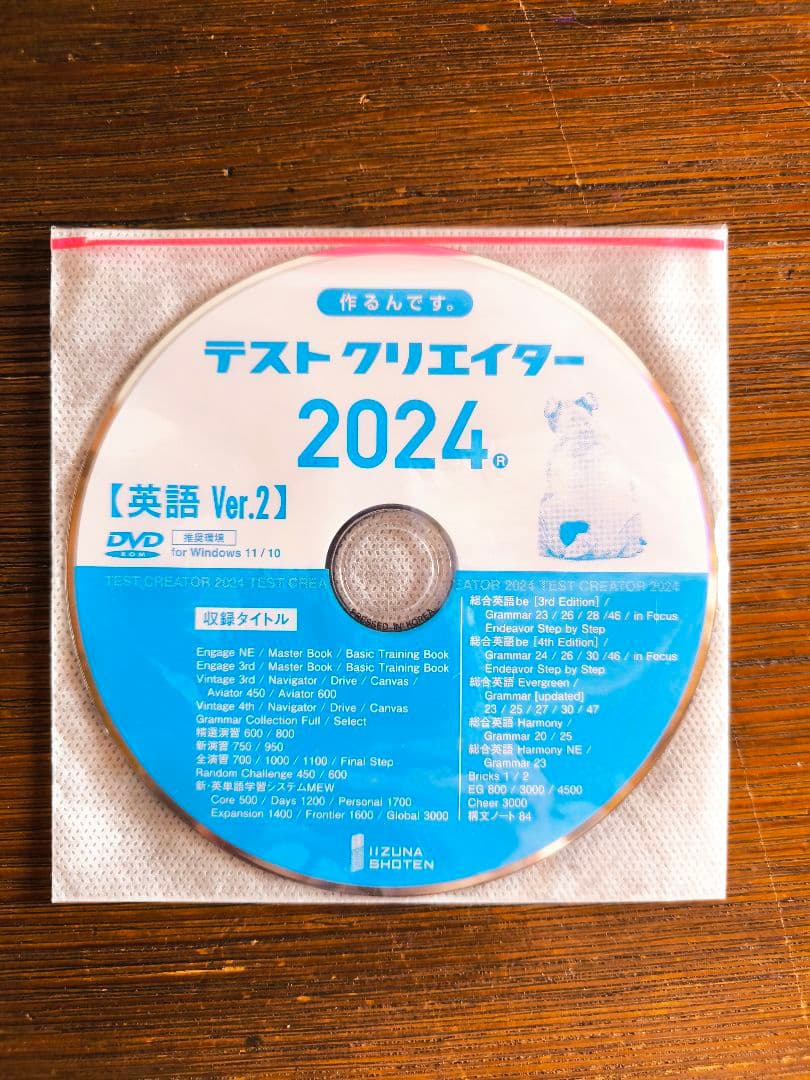 作るんです。
テストクリエイター
2024®
【英語 Ver.2】
DVD
ROM
推奨環境
for Windows 11 / 10
TEST CREATOR 2024 TEST CREA
EATOR 2024 TEST CREATOR 2024
PRESSED IN KOREA
収録タイトル
Engage NE / Master Book / Basic Training Book
Engage 3rd / Master Book / Basic Training Book
Vintage 3rd / Navigator / Drive / Canvas /
Aviator 450 / Aviator 600
Vintage 4th / Navigator / Drive / Canvas
Grammar Collection Full / Select
精選演習 600 / 800
新演習 750 / 950
全演習 700 / 1000 / 1100 / Final Step
Random Challenge 450 / 600
新・英単語学習システムMEW
Core 500 / Days 1200 / Personal 1700
Expansion 1400 / Frontier 1600 / Global 3000
総合英語be [3rd Edition] /
Grammar 23 / 26 / 28 /46 / in Focus
Endeavor Step by Step
総合英語be [4th Edition] /
Grammar 24 / 26 / 30 /46 / in Focus
Endeavor Step by Step
総合英語 Evergreen /
Grammar [updated]
23 / 25 / 27 / 30 / 47
総合英語 Harmony /
Grammar 20 / 25
総合英語 Harmony NE /
Grammar 23
Bricks 1 / 2
EG 800 / 3000 / 4500
Cheer 3000
構文ノート 84
IIZUNA
SHOTEN